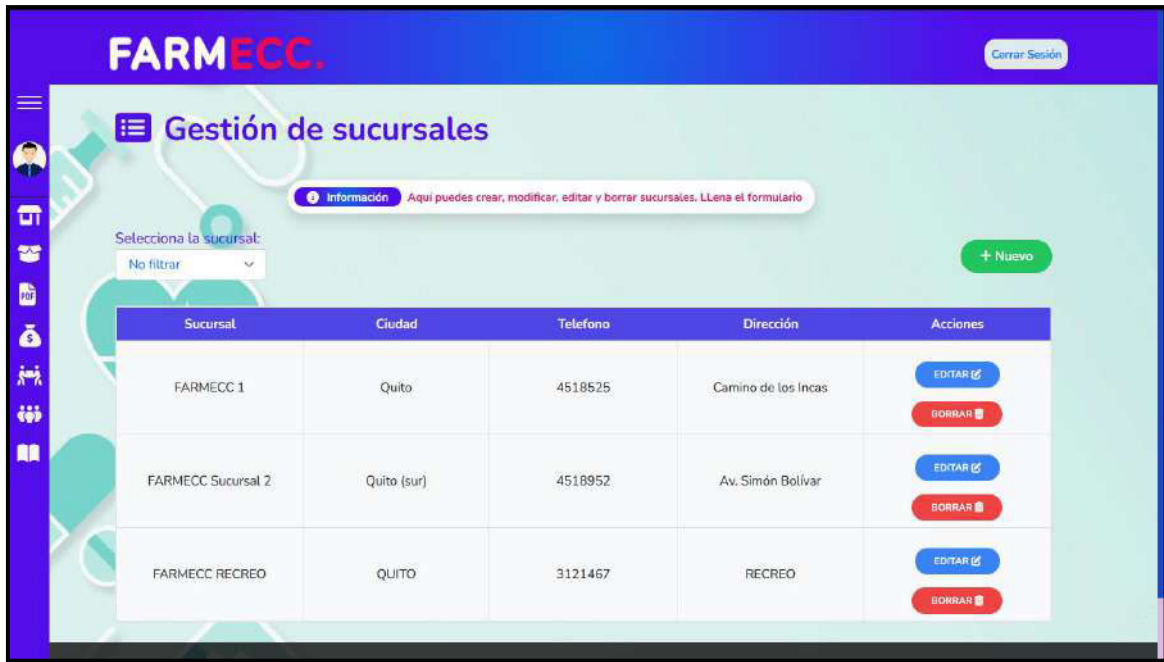 FARMECC.
Cerrar Sesión
Gestión de sucursales
Información Aquí puedes crear, modificar, editar y borrar sucursales. LLena el formulario
Selecciona la sucursal:
No filtrar
+ Nuevo
PDF
Sucursal Ciudad Telefono Dirección Acciones
FARMECC 1 Quito 4518525 Camino de los Incas EDITAR
BORRAR
FARMECC Sucursal 2 Quito (sur) 4518952 Av. Simón Bolívar EDITAR
BORRAR
FARMECC RECREO QUITO 3121467 RECREO EDITAR
BORRAR